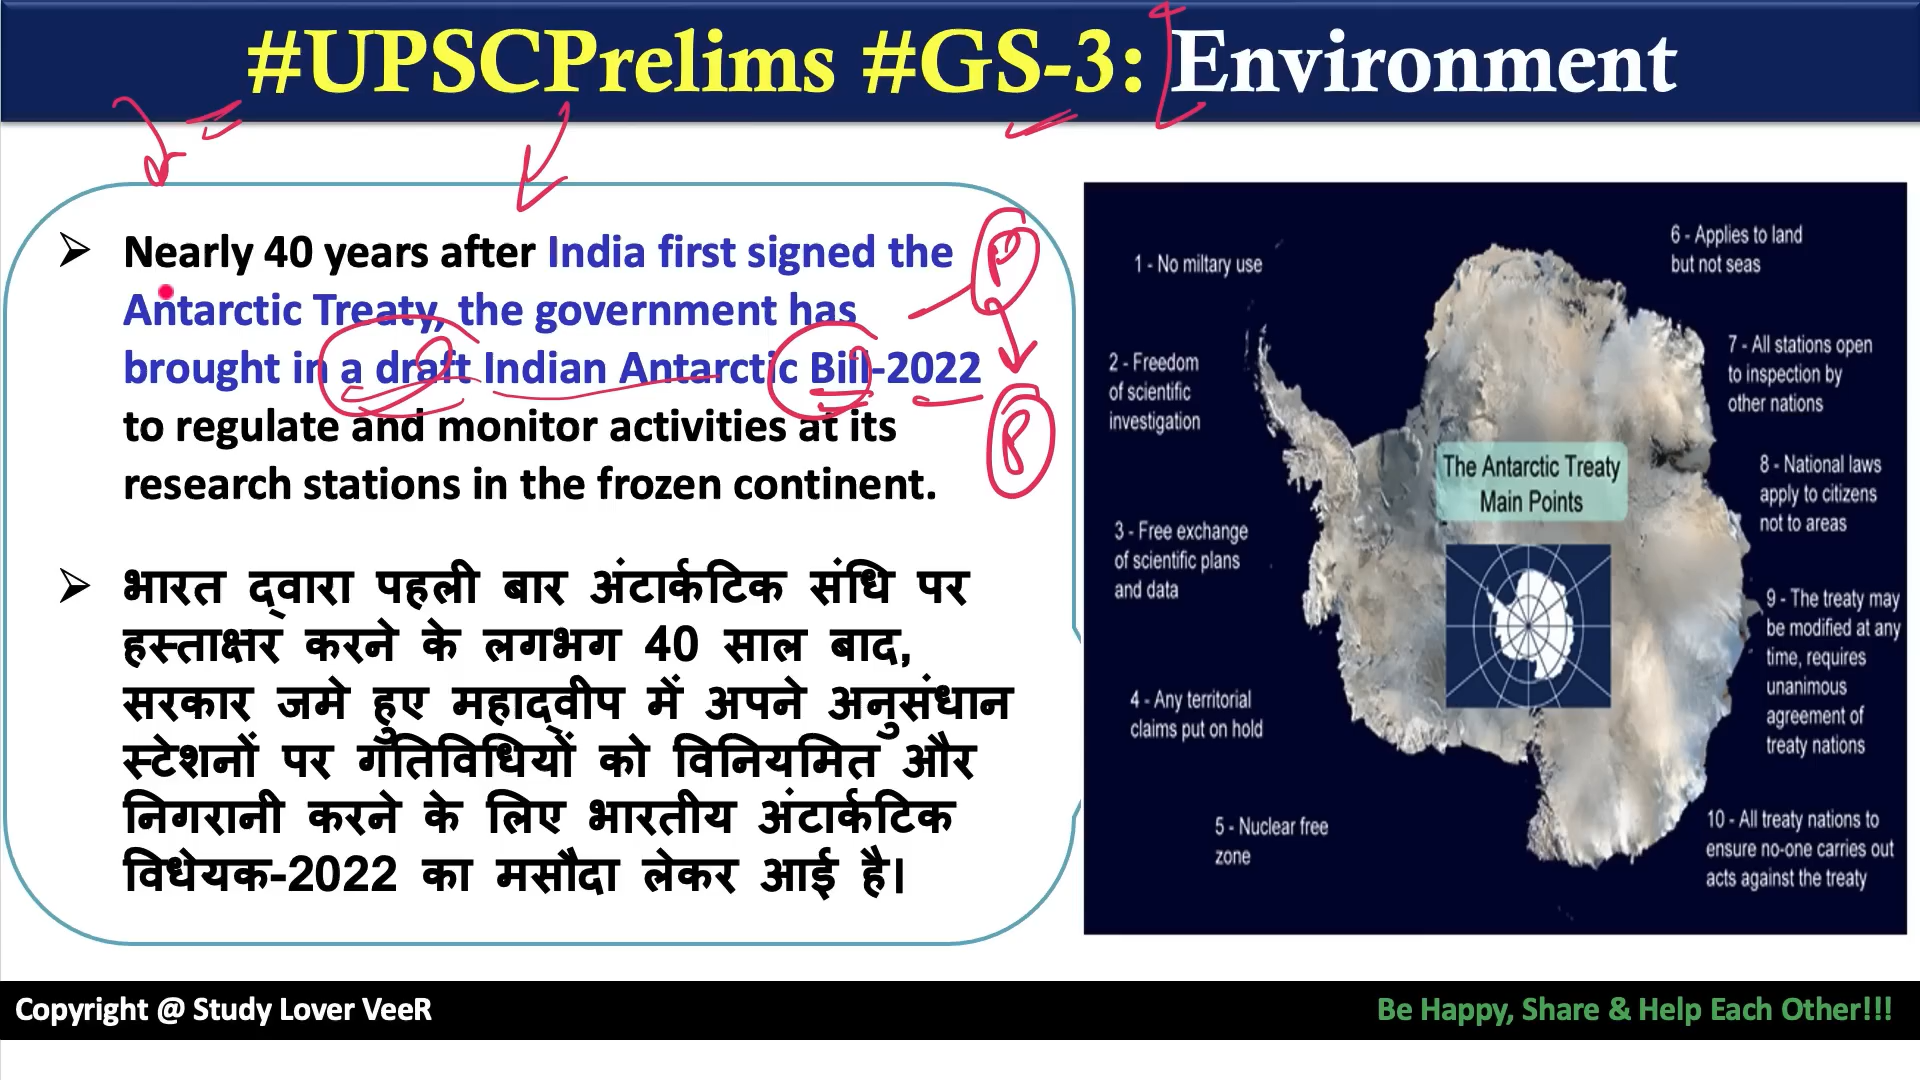 #UPSCPrelims #GS-3: Environment
Nearly 40 years after India first signed the
Antarctic Treaty, the government has
brought in a draft Indian Antarctic Bill-2022
to regulate and monitor activities at its
research stations in the frozen continent.
भारत द्वारा पहली बार अंटार्कटिक संधि पर
हस्ताक्षर करने के लगभग 40 साल बाद,
सरकार जमे हुए महाद्वीप में अपने अनुसंधान
स्टेशनों पर गतिविधियों को विनियमित और
निगरानी करने के लिए भारतीय अंटार्कटिक
विधेयक-2022 का मसौदा लेकर आई है।
The Antarctic Treaty
Main Points
1 - No miltary use
2 - Freedom
of scientific
investigation
3 - Free exchange
of scientific plans
and data
4 - Any territorial
claims put on hold
5 - Nuclear free
zone
6 - Applies to land
but not seas
7 - All stations open
to inspection by
other nations
8 - National laws
apply to citizens
not to areas
9 - The treaty may
be modified at any
time, requires
unanimous
agreement of
treaty nations
10 - All treaty nations to
ensure no-one carries out
acts against the treaty
Copyright @ Study Lover VeeR
Be Happy, Share & Help Each Other!!!